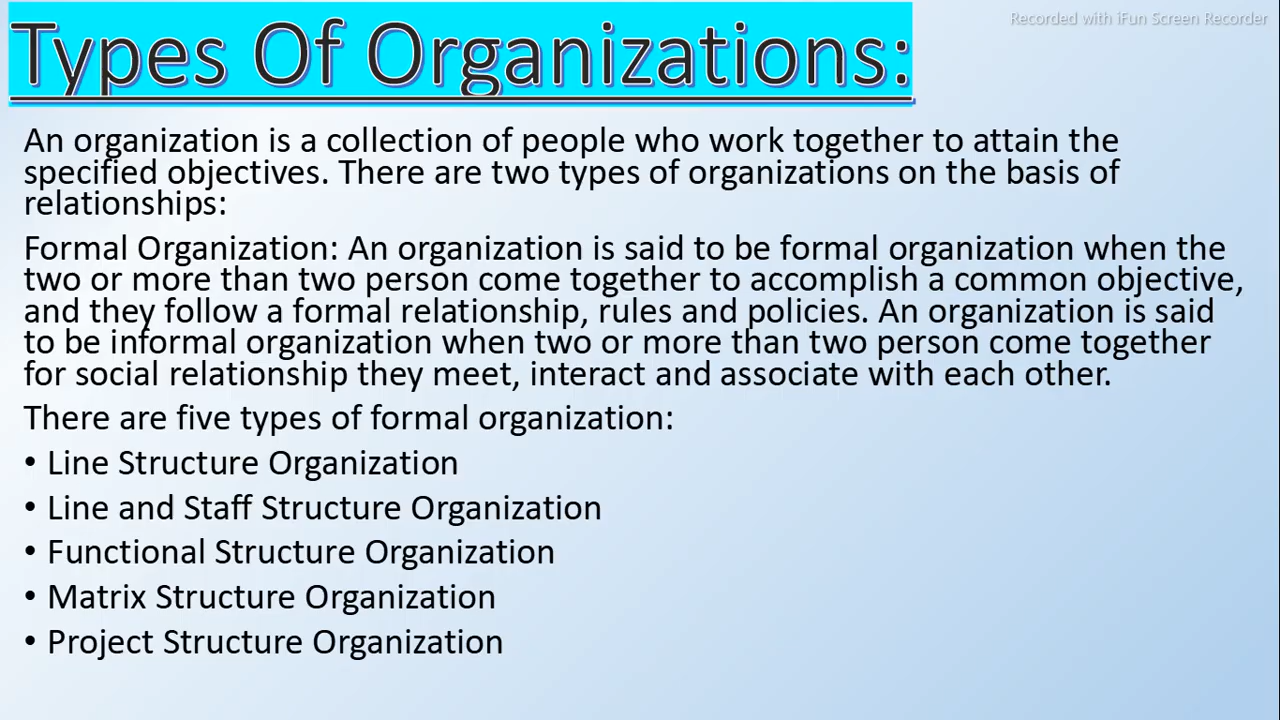 Recorded with iFun Screen Recorder
Types Of Organizations:
An organization is a collection of people who work together to attain the
specified objectives. There are two types of organizations on the basis of
relationships:
Formal Organization: An organization is said to be formal organization when the
two or more than two person come together to accomplish a common objective,
and they follow a formal relationship, rules and policies. An organization is said
to be informal organization when two or more than two person come together
for social relationship they meet, interact and associate with each other.
There are five types of formal organization:
• Line Structure Organization
• Line and Staff Structure Organization
• Functional Structure Organization
• Matrix Structure Organization
• Project Structure Organization